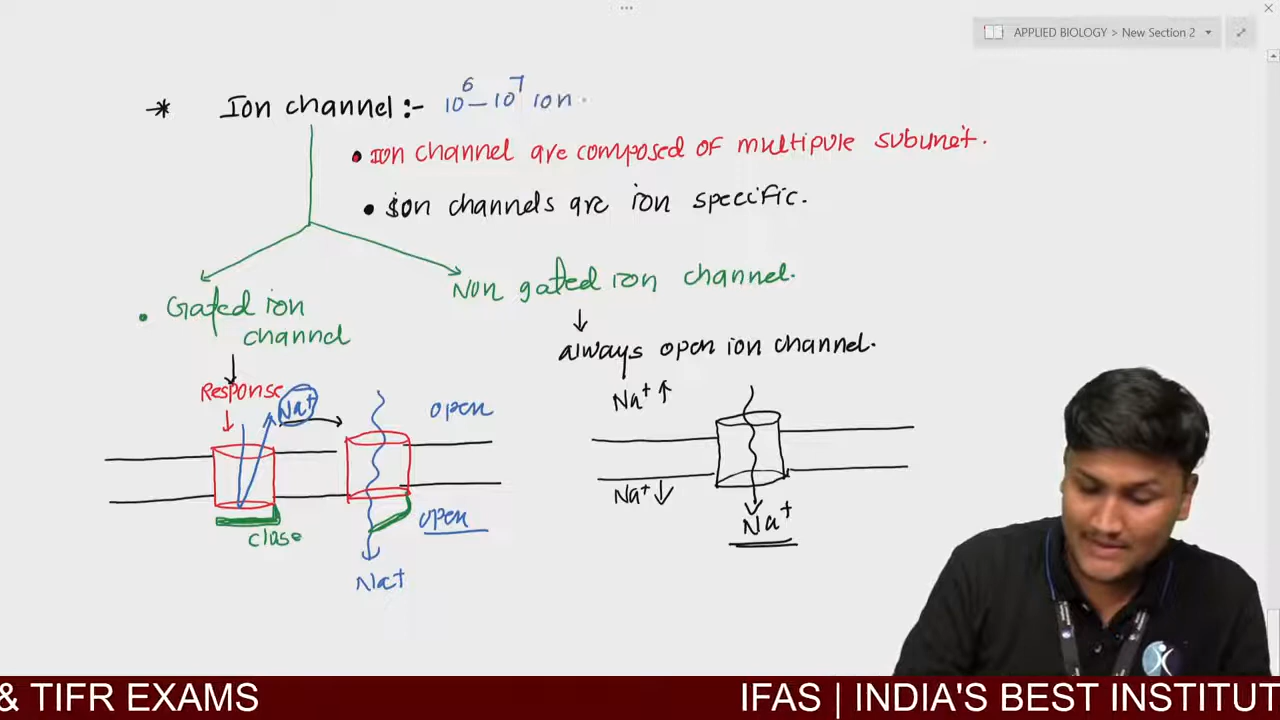 APPLIED BIOLOGY > New Section 2
Ion channel :- 10^6 - 10^7 Ion
• Ion channel are composed of multipule subunit.
• ion channels are ion specific.
• Gated ion
channel
Non gated ion channel.
always open ion channel.
Response
Na+
open
Na+ ↑
Na+ ↓
Na+
open
close
Na+
& TIFR EXAMS
IFAS | INDIA'S BEST INSTITUT